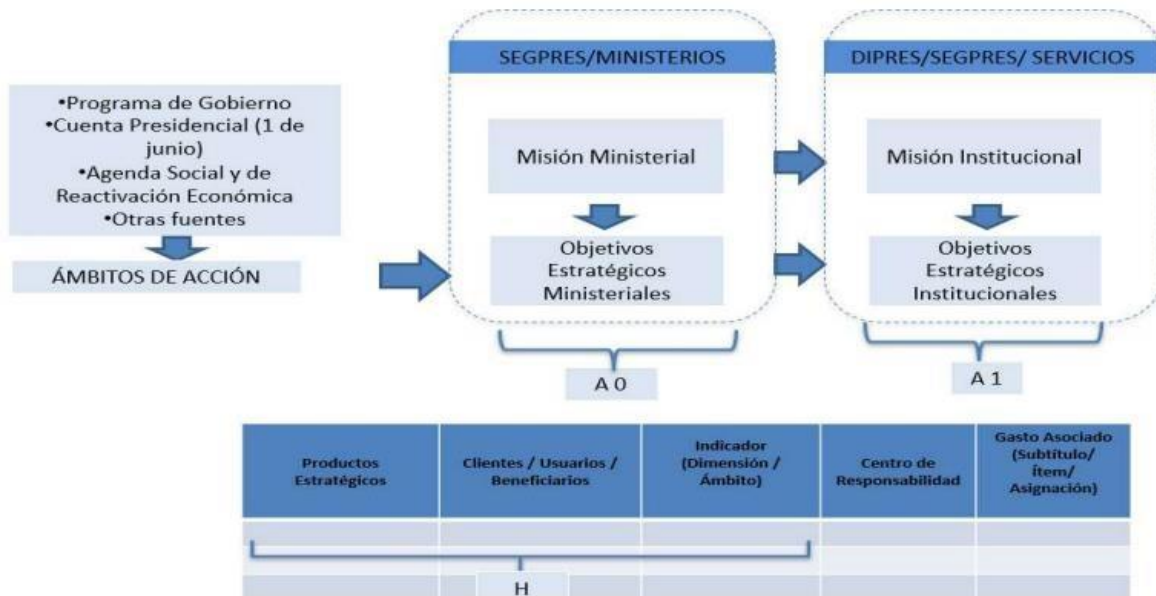 •Programa de Gobierno
•Cuenta Presidencial (1 de
junio)
•Agenda Social y de
Reactivación Económica
•Otras fuentes
ÁMBITOS DE ACCIÓN
SEGPRES/MINISTERIOS
Misión Ministerial
Objetivos
Estratégicos
Ministeriales
A 0
DIPRES/SEGPRES/ SERVICIOS
Misión Institucional
Objetivos
Estratégicos
Institucionales
A 1
Productos
Estratégicos
Clientes / Usuarios /
Beneficiarios
Indicador
(Dimensión /
Ámbito)
Centro de
Responsabilidad
Gasto Asociado
(Subtítulo/
Ítem/
Asignación)
H